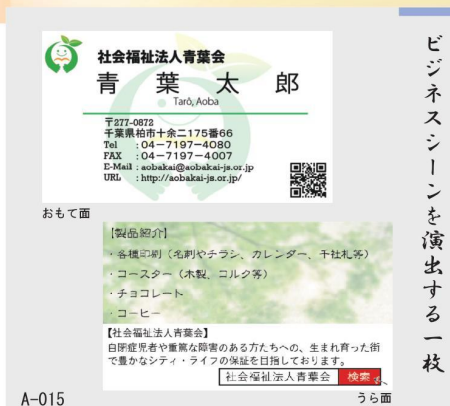 ビジネスシーンを演出する一枚
社会福祉法人青葉会
青葉太郎
Tarō, Aoba
〒277-0872
千葉県柏市十余二175番66
Tel :04－7197－4080
FAX :04－7197－4007
E-Mail : aobakai@aobakai-js.or.jp
URL : http://aobakai-js.or.jp/
おもて面
【製品紹介】
・各種印刷（名刺やチラシ、カレンダー、千社札等）
・コースター（木製、コルク等）
・チョコレート
・コーヒー
【社会福祉法人青葉会】
自閉症児者や重篤な障害のある方たちへの、生まれ育った街
で豊かなシティ・ライフの保証を目指しております。
社会福祉法人青葉会 検索
A-015
うら面